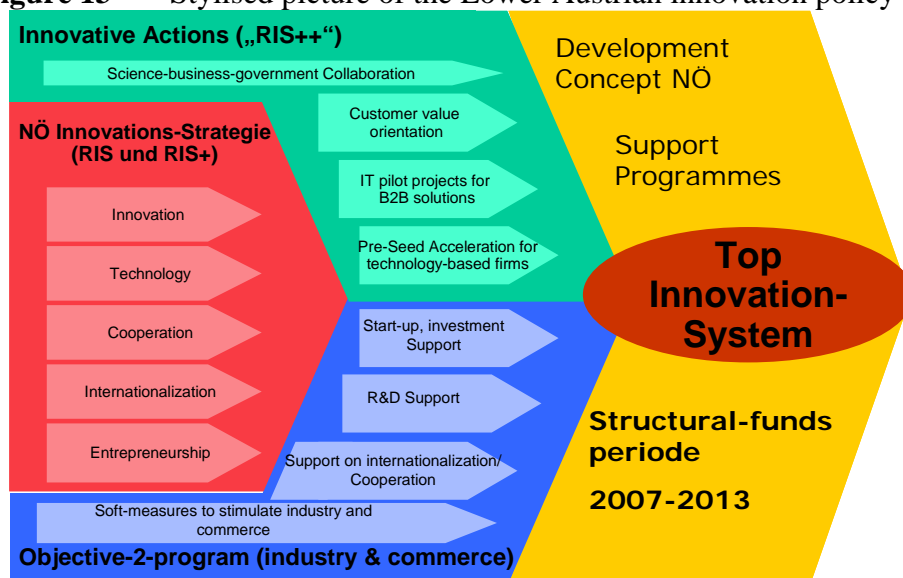 Stylised picture of the Lower Austrian innovation policy
Innovative Actions („RIS++“)
Science-business-government Collaboration
Customer value
orientation
IT pilot projects for
B2B solutions
Pre-Seed Acceleration for
technology-based firms
NÖ Innovations-Strategie
(RIS und RIS+)
Innovation
Technology
Cooperation
Internationalization
Entrepreneurship
Start-up, investment
Support
R&D Support
Support on internationalization/
Cooperation
Soft-measures to stimulate industry and
commerce
Objective-2-program (industry & commerce)
Development
Concept NÖ
Support
Programmes
Top
Innovation-
System
Structural-funds
periode
2007-2013